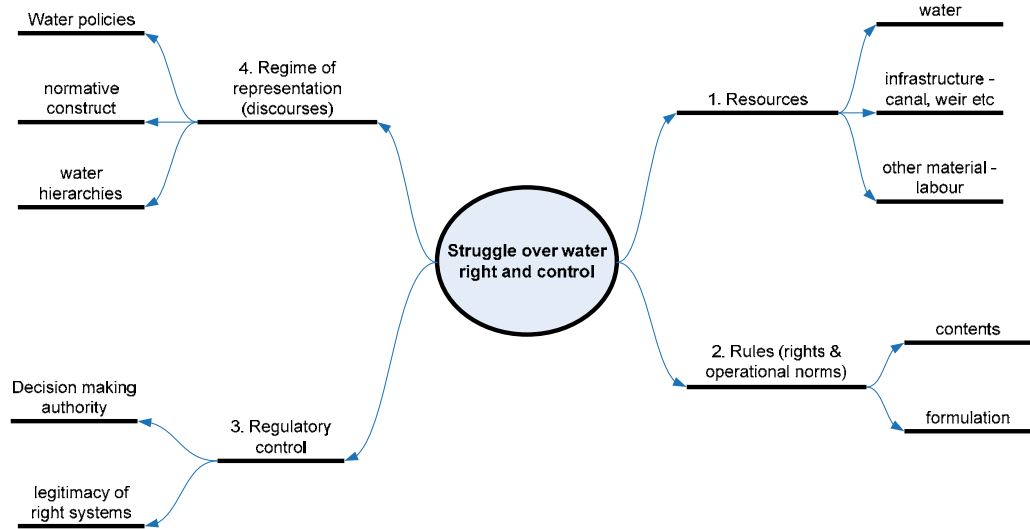 Struggle over water
right and control
1. Resources
water
infrastructure -
canal, weir etc
other material -
labour
2. Rules (rights &
operational norms)
contents
formulation
3. Regulatory
control
Decision making
authority
legitimacy of
right systems
4. Regime of
representation
(discourses)
Water policies
normative
construct
water
hierarchies